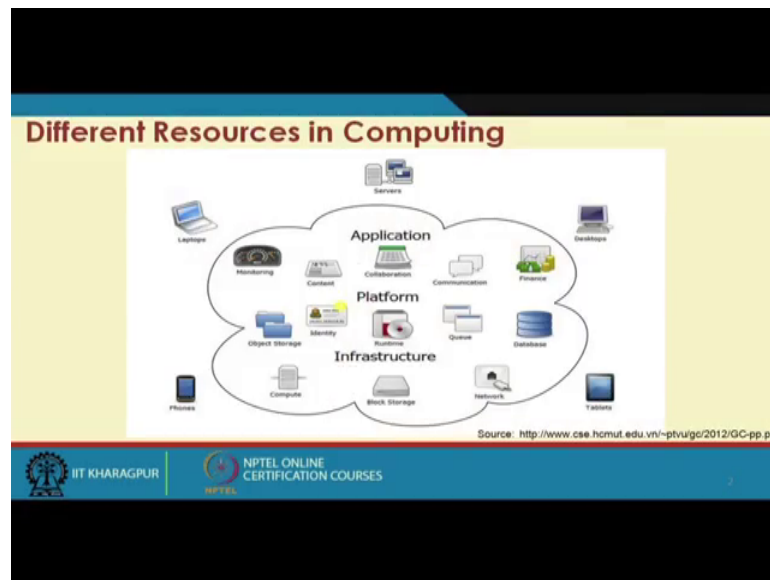 Different Resources in Computing
Servers
Laptops
Desktops
Application
Monitoring
Content
Collaboration
Communication
Finance
Platform
Object Storage
Identity
Runtime
Queue
Database
Infrastructure
Compute
Block Storage
Network
Phones
Tablets
Source: http://www.cse.hcmut.edu.vn/~ptvu/gc/2012/GC-pp.p
IIT KHARAGPUR
NPTEL
NPTEL ONLINE
CERTIFICATION COURSES
2